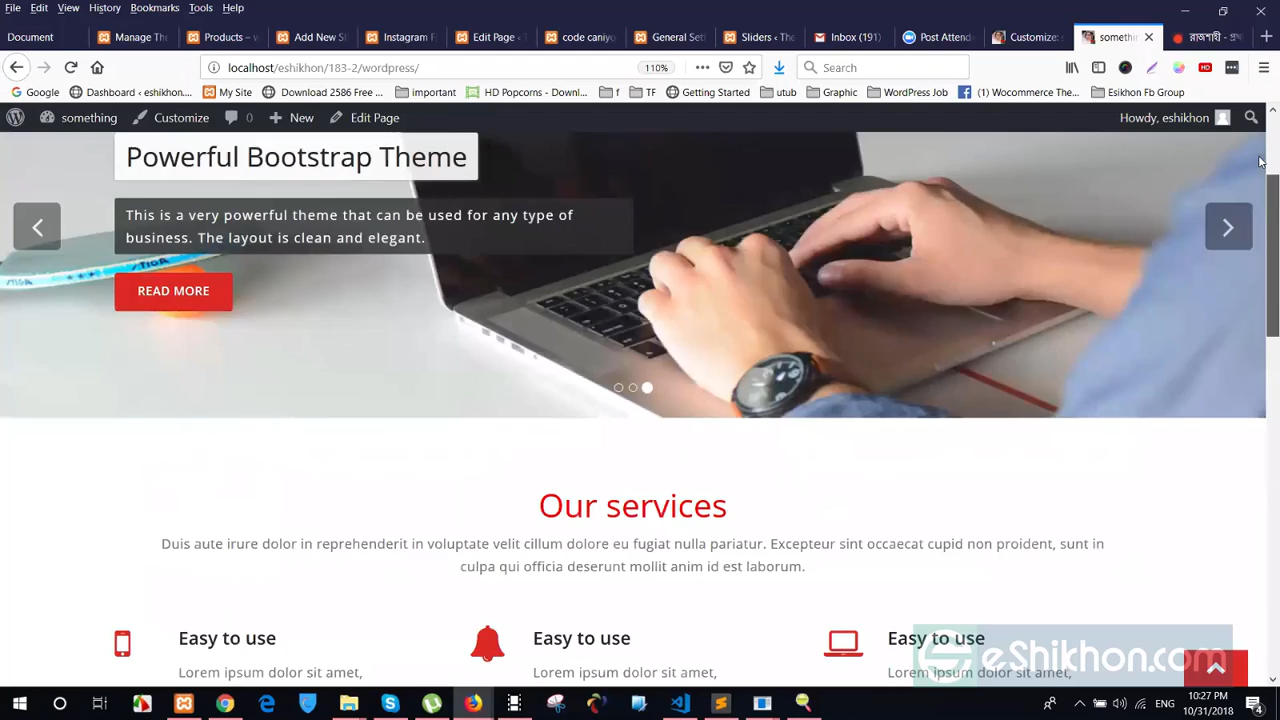 File Edit View History Bookmarks Tools Help
Document Manage The Products – w Add New S Instagram F Edit Page ‹ code caniyo General Set Sliders ‹ The Inbox (191) Post Attend Customize: somethi রাজশাহী - প্রথ
localhost/eshikhon/183-2/wordpress/ 110% Search
Google Dashboard ‹ eshikhon.... My Site Download 2586 Free ... important HD Popcorns - Downl... f TF Getting Started utub Graphic WordPress Job (1) Wocommerce The... Esikhon Fb Group
something Customize 0 New Edit Page Howdy, eshikhon
Powerful Bootstrap Theme
This is a very powerful theme that can be used for any type of
business. The layout is clean and elegant.
READ MORE
STIGA
Our services
Duis aute irure dolor in reprehenderit in voluptate velit cillum dolore eu fugiat nulla pariatur. Excepteur sint occaecat cupid non proident, sunt in
culpa qui officia deserunt mollit anim id est laborum.
Easy to use Easy to use Easy to use
Lorem ipsum dolor sit amet, Lorem ipsum dolor sit amet, Lorem ipsum dolor sit amet,
eShikhon.com
10:27 PM
10/31/2018
4